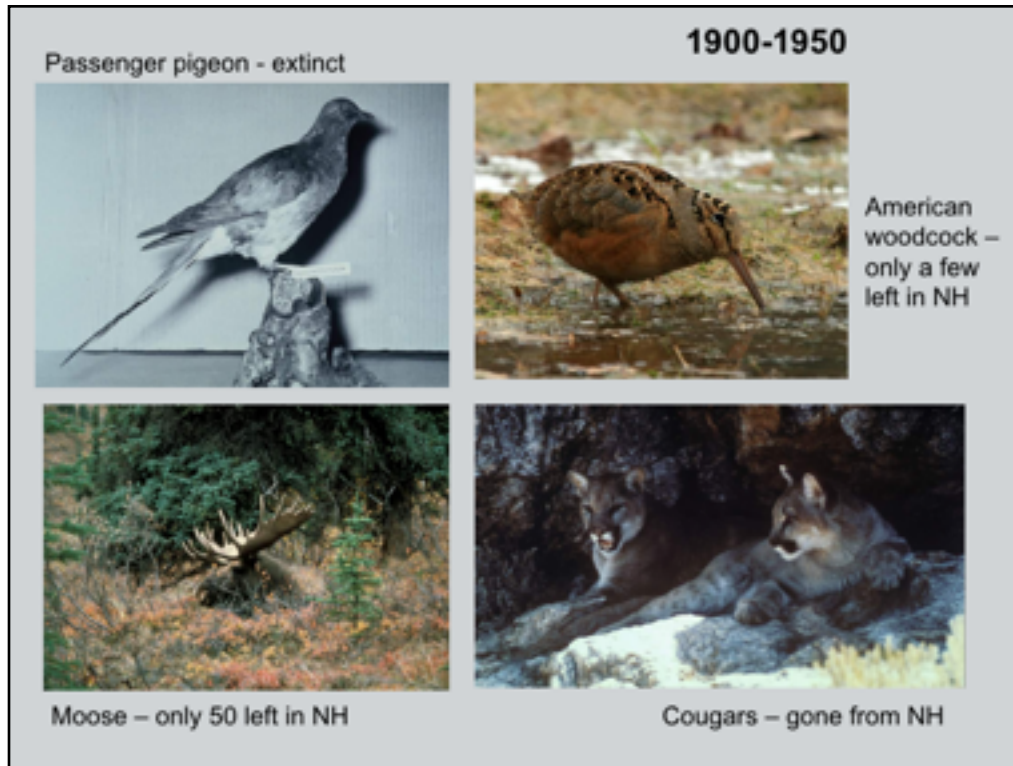 1900-1950
Passenger pigeon - extinct
American
woodcock –
only a few
left in NH
Moose – only 50 left in NH
Cougars – gone from NH